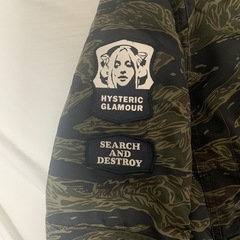 HYSTERIC
GLAMOUR
SEARCH
AND
DESTROY